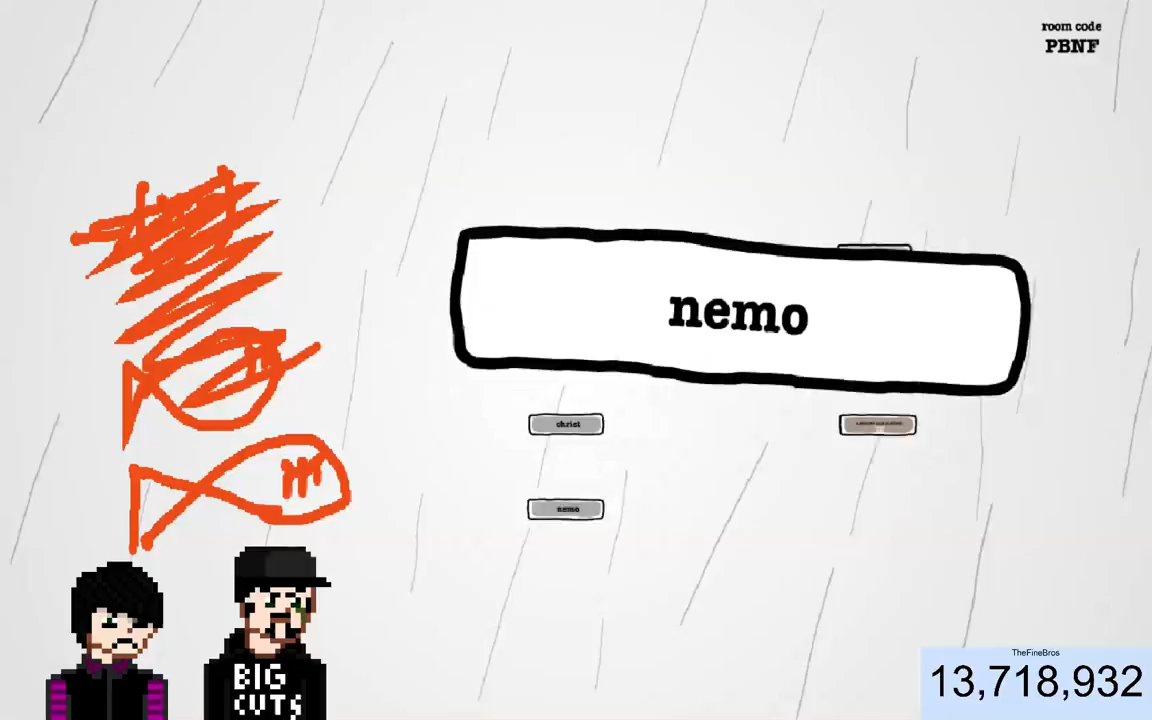 room code
PBNF
nemo
christ
nemo
BIG
CUTS
TheFineBros
13,718,932